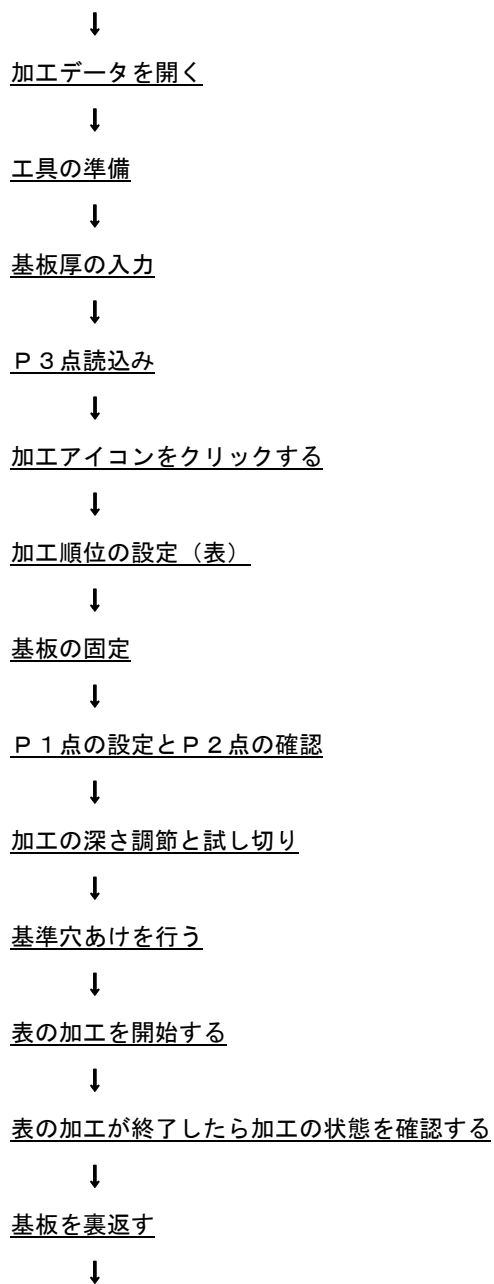 ↓
加工データを開く
↓
工具の準備
↓
基板厚の入力
↓
Ｐ３点読込み
↓
加工アイコンをクリックする
↓
加工順位の設定（表）
↓
基板の固定
↓
Ｐ１点の設定とＰ２点の確認
↓
加工の深さ調節と試し切り
↓
基準穴あけを行う
↓
表の加工を開始する
↓
表の加工が終了したら加工の状態を確認する
↓
基板を裏返す
↓